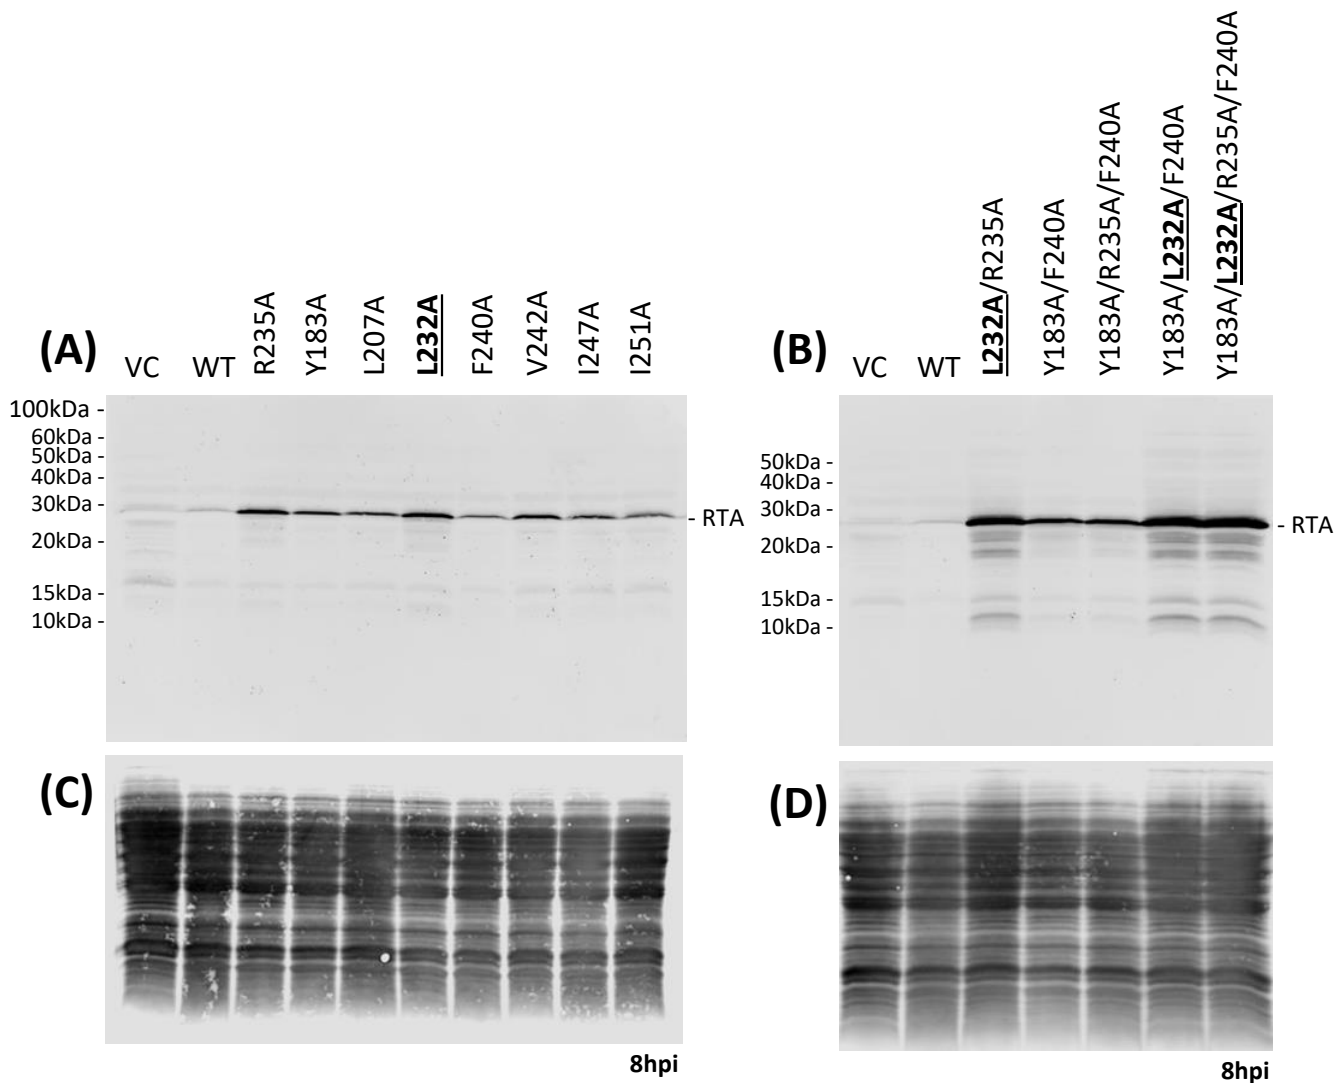 (A)
VC
WT
R235A
Y183A
L207A
L232A
F240A
V242A
I247A
I251A
100kDa -
60kDa -
50kDa -
40kDa -
30kDa -
20kDa -
15kDa -
10kDa -
- RTA
(B)
VC
WT
L232A/R235A
Y183A/F240A
Y183A/R235A/F240A
Y183A/L232A/F240A
Y183A/L232A/R235A/F240A
50kDa -
40kDa -
30kDa -
20kDa -
15kDa -
10kDa -
- RTA
(C)
8hpi
(D)
8hpi